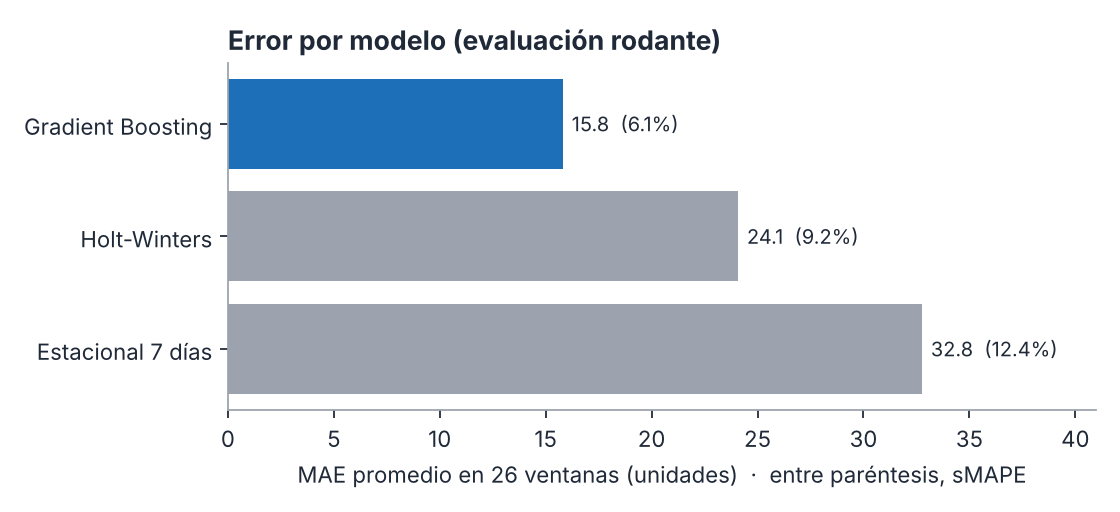 Error por modelo (evaluación rodante)
Gradient Boosting
15.8 (6.1%)
Holt-Winters
24.1 (9.2%)
Estacional 7 días
32.8 (12.4%)
0 5 10 15 20 25 30 35 40
MAE promedio en 26 ventanas (unidades) · entre paréntesis, sMAPE